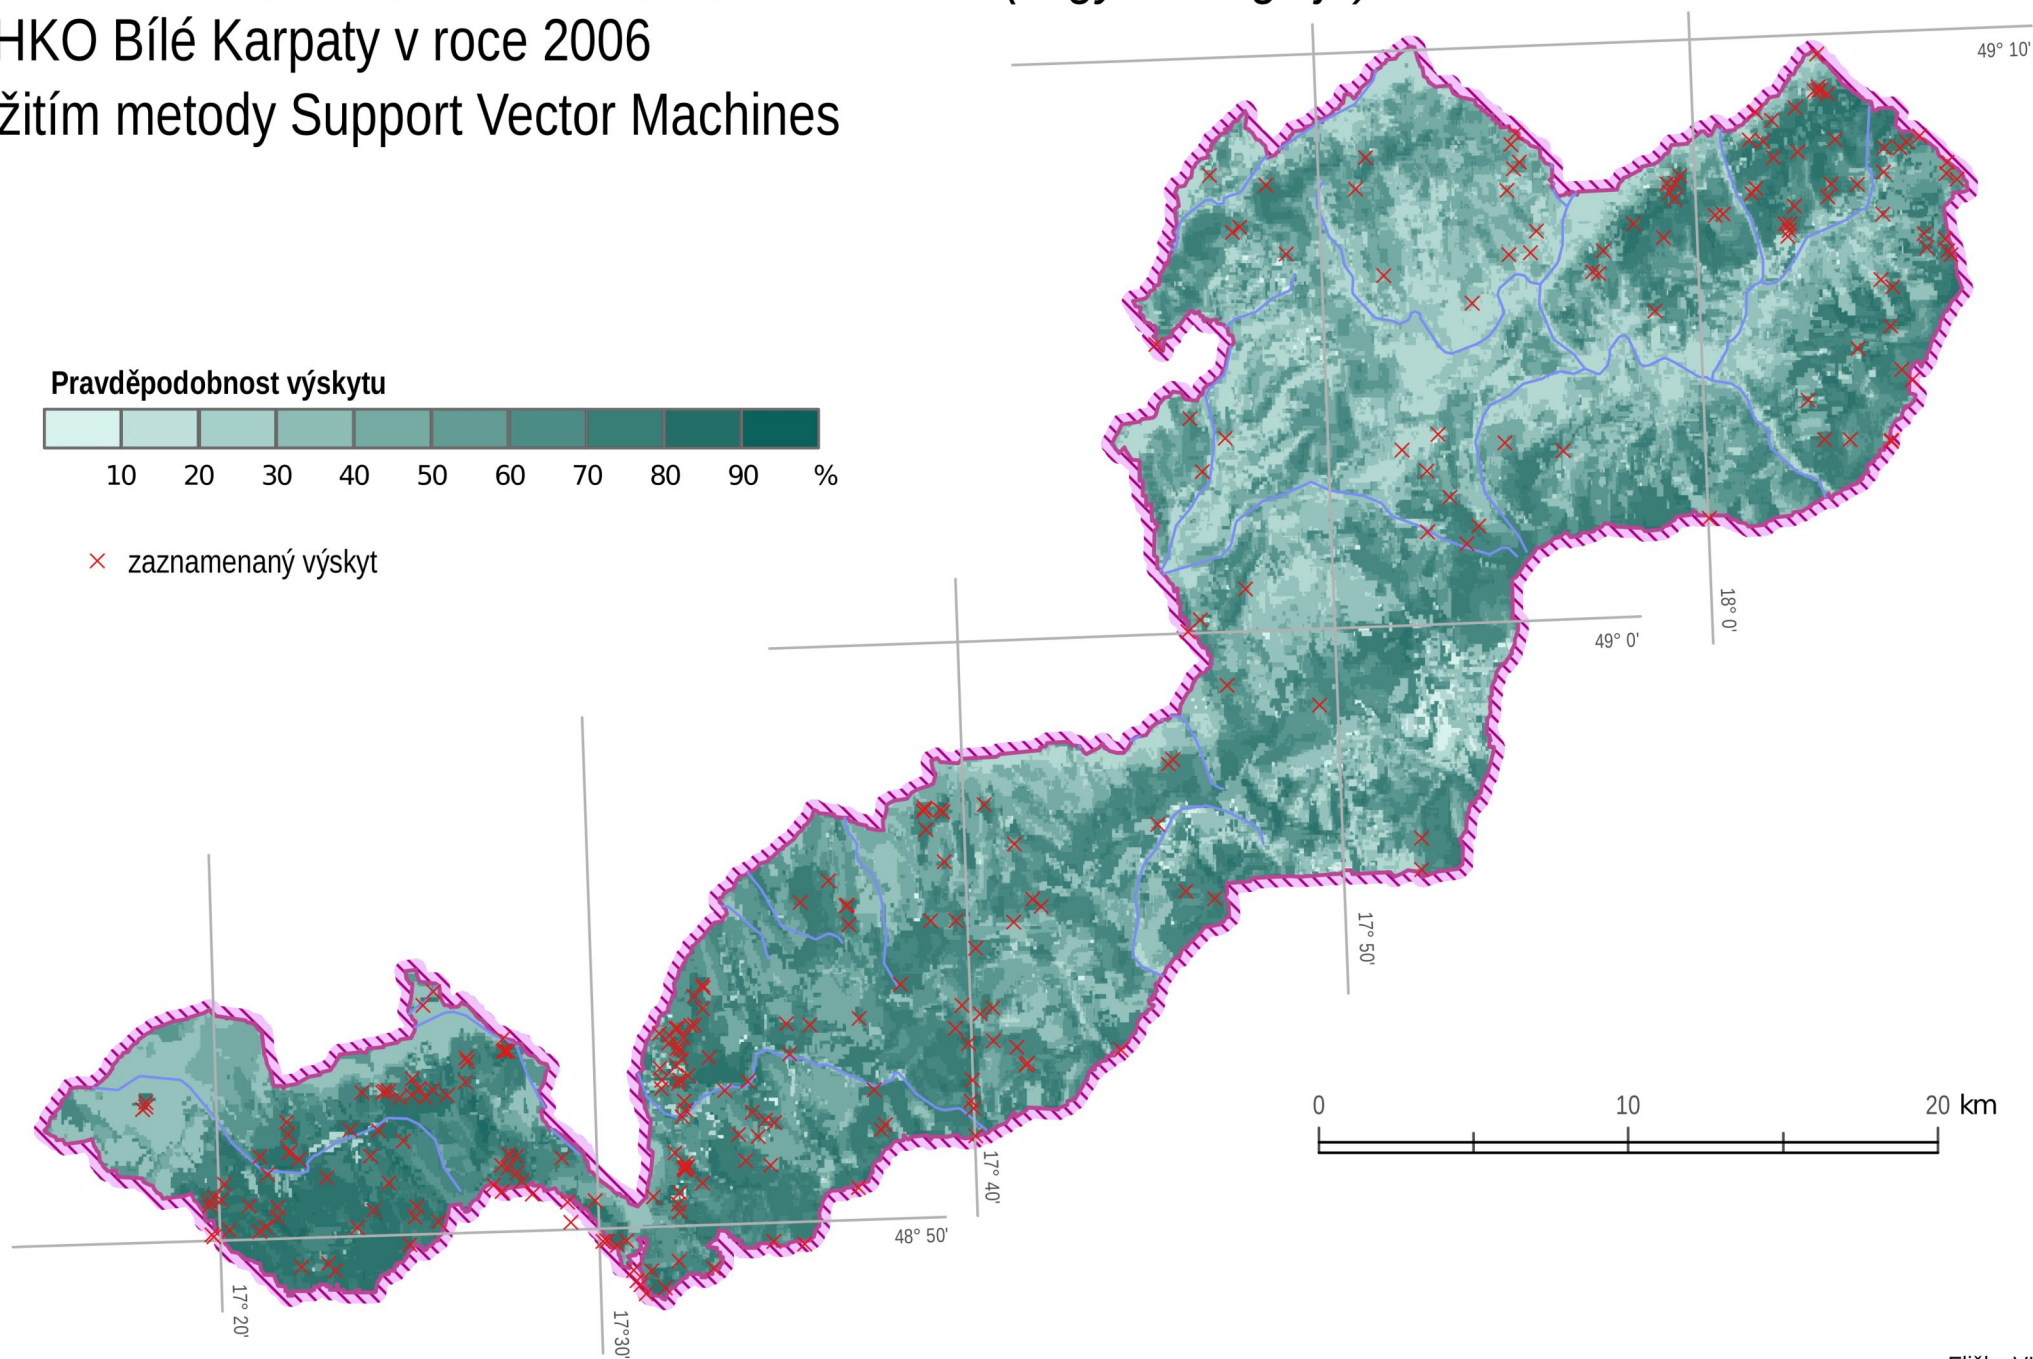 HKO Bílé Karpaty v roce 2006
žitím metody Support Vector Machines
49° 10'
Pravděpodobnost výskytu
10 20 30 40 50 60 70 80 90 %
zaznamenaný výskyt
18° 0'
49° 0'
17° 50'
0 10 20 km
17° 40'
48° 50'
17° 20'
17°30'